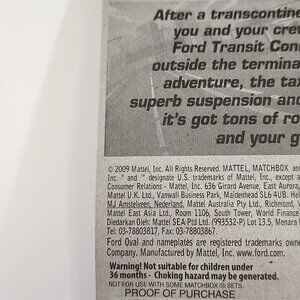 After a transcontine
you and your crew
Ford Transit Conn
outside the termina
adventure, the tax
superb suspension and
it's got tons of ro
and your g
© 2009 Mattel, Inc. All Rights Reserved. MATTEL, MATCHBOX and
Inc. ® and ™ designate U.S. trademarks of Mattel, Inc., except a
Consumer Relations - Mattel, Inc. 636 Girard Avenue, East Aurora,
Mattel U.K. Ltd., Vanwall Business Park, Maidenhead SL6 4UB. He
MJ Amstelveen, Nederland. Mattel Australia Pty Ltd., Richmond, V
Mattel East Asia Ltd., Room 1106, South Tower, World Finance
Diedarkan Oleh: Mattel SEA Ptd Ltd. (993532-P) Lot 13.5, Menara
Tel: 03-78803817, Fax: 03-78803867.
Ford Oval and nameplates are registered trademarks owne
Company. Manufactured by Mattel, Inc. www.ford.com.
Warning! Not suitable for children under
36 months - Choking hazard may be generated.
NOT FOR USE WITH SOME MATCHBOX® SETS.
PROOF OF PURCHASE